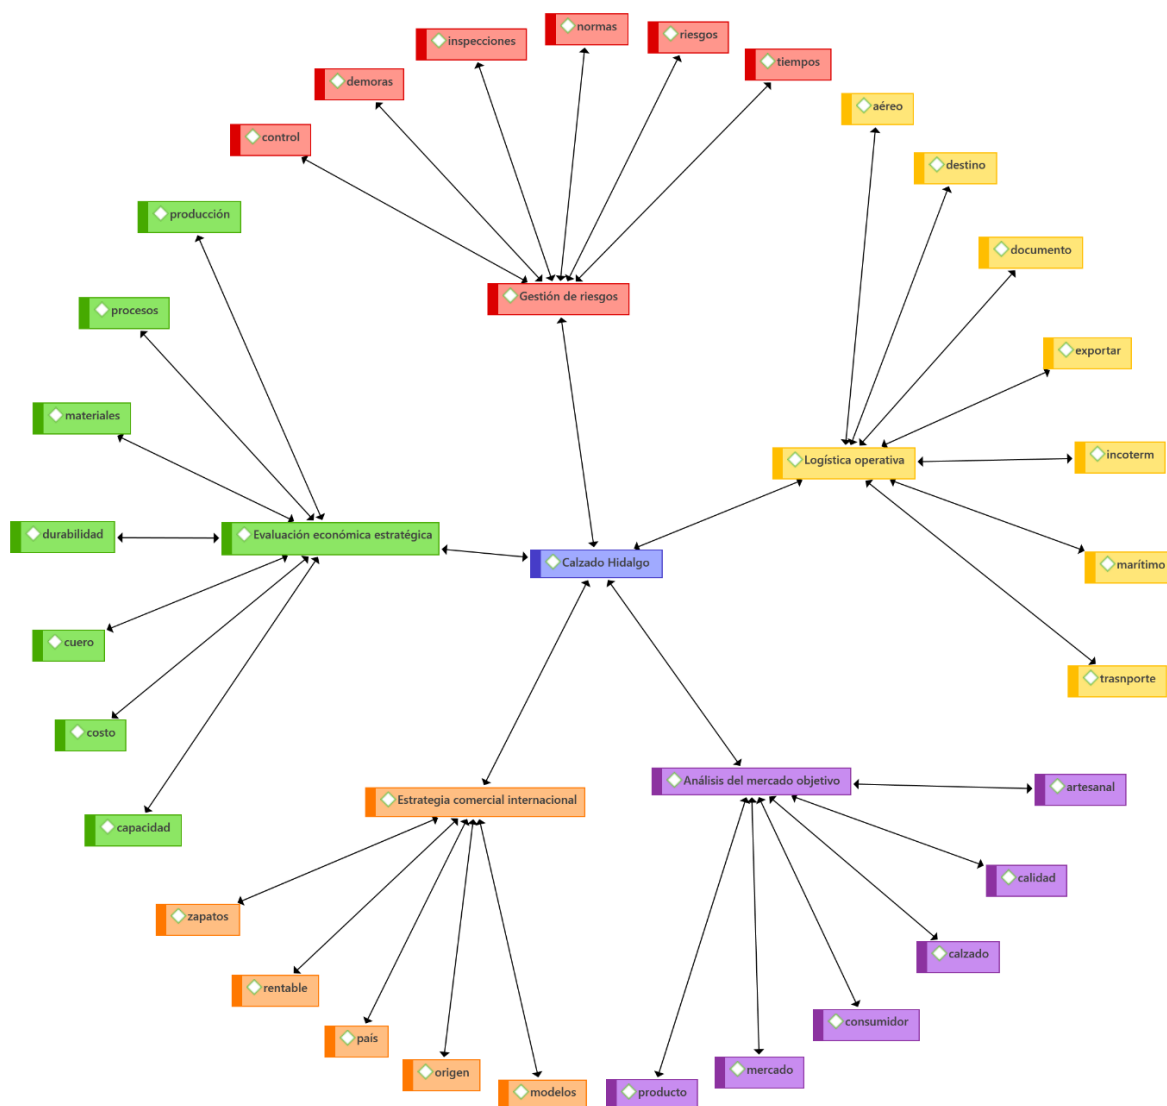 normas
riesgos
inspecciones
tiempos
demoras
aéreo
control
destino
producción
documento
Gestión de riesgos
procesos
exportar
materiales
incoterm
Logística operativa
durabilidad
Evaluación económica estratégica
Calzado Hidalgo
marítimo
cuero
trasnporte
costo
Análisis del mercado objetivo
artesanal
Estrategia comercial internacional
capacidad
calidad
zapatos
calzado
rentable
consumidor
país
mercado
origen
modelos
producto